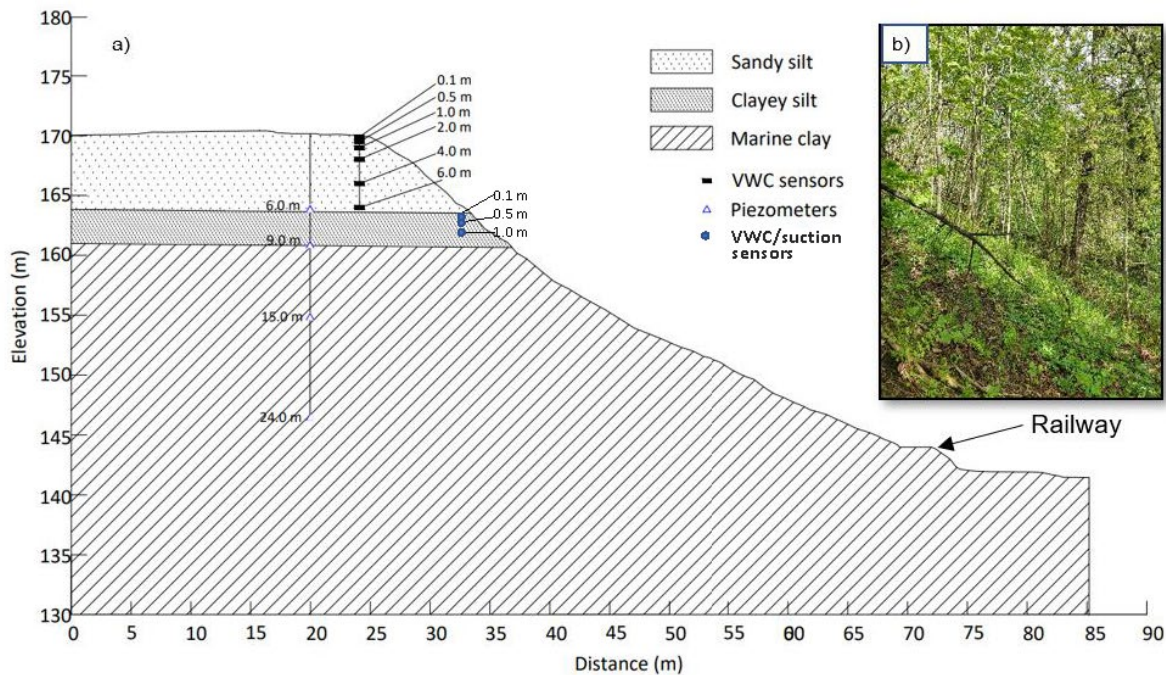 a)
b)
180
175
170
165
160
155
150
145
140
135
130
Elevation (m)
0.1 m
0.5 m
1.0 m
2.0 m
4.0 m
6.0 m
0.1 m
0.5 m
1.0 m
6.0 m
9.0 m
15.0 m
24.0 m
Sandy silt
Clayey silt
Marine clay
VWC sensors
Piezometers
VWC/suction
sensors
Railway
0 5 10 15 20 25 30 35 40 45 50 55 60 65 70 75 80 85 90
Distance (m)